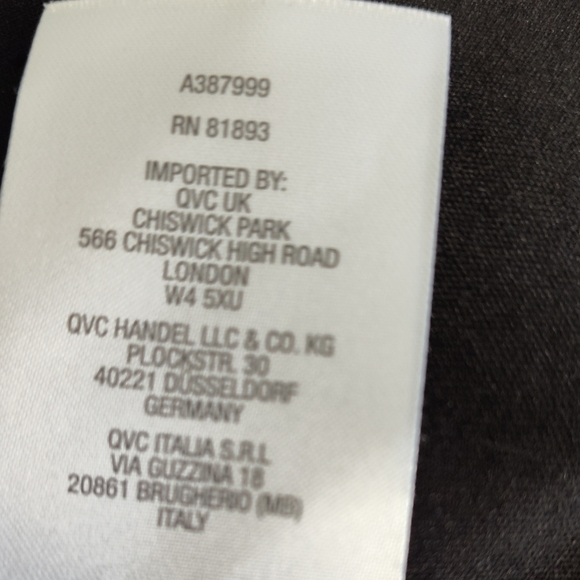 A387999
RN 81893
IMPORTED BY:
QVC UK
CHISWICK PARK
566 CHISWICK HIGH ROAD
LONDON
W4 5XU
QVC HANDEL LLC & CO. KG
PLOCKSTR. 30
40221 DÜSSELDORF
GERMANY
QVC ITALIA S.R.L
VIA GUZZINA 18
20861 BRUGHERIO (MB)
ITALY